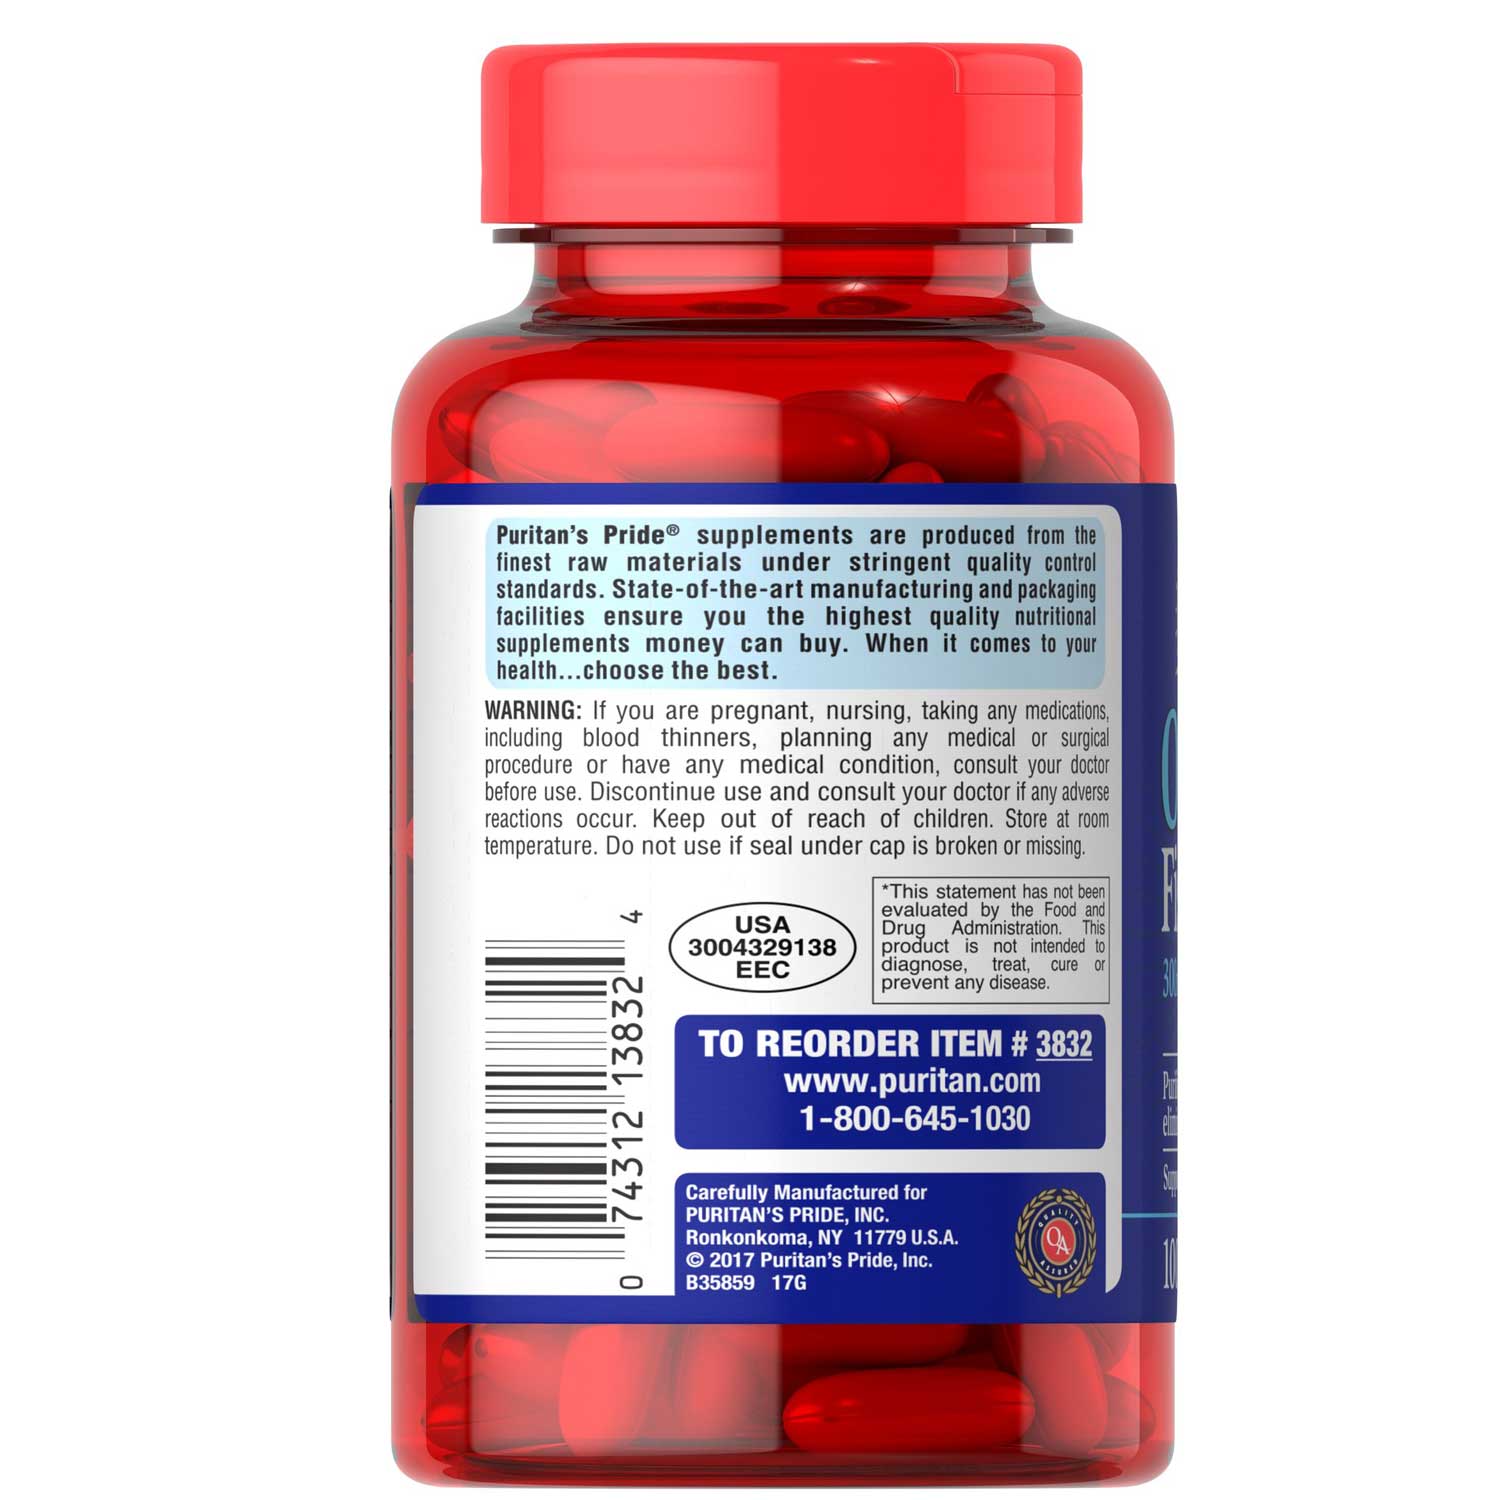 Puritan's Pride® supplements are produced from the
finest raw materials under stringent quality control
standards. State-of-the-art manufacturing and packaging
facilities ensure you the highest quality nutritional
supplements money can buy. When it comes to your
health...choose the best.
WARNING: If you are pregnant, nursing, taking any medications,
including blood thinners, planning any medical or surgical
procedure or have any medical condition, consult your doctor
before use. Discontinue use and consult your doctor if any adverse
reactions occur. Keep out of reach of children. Store at room
temperature. Do not use if seal under cap is broken or missing.
0 74312 13832 4
USA
3004329138
EEC
*This statement has not been
evaluated by the Food and
Drug Administration. This
product is not intended to
diagnose, treat, cure or
prevent any disease.
TO REORDER ITEM # 3832
www.puritan.com
1-800-645-1030
Carefully Manufactured for
PURITAN'S PRIDE, INC.
Ronkonkoma, NY 11779 U.S.A.
© 2017 Puritan's Pride, Inc.
B35859 17G
QUALITY
QA
ASSURED